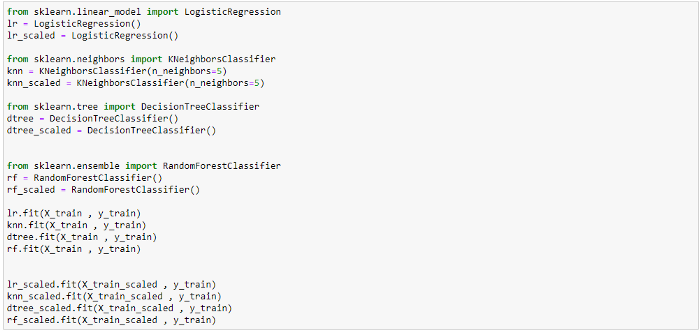 from sklearn.linear_model import LogisticRegression
lr = LogisticRegression()
lr_scaled = LogisticRegression()
from sklearn.neighbors import KNeighborsClassifier
knn = KNeighborsClassifier(n_neighbors=5)
knn_scaled = KNeighborsClassifier(n_neighbors=5)
from sklearn.tree import DecisionTreeClassifier
dtree = DecisionTreeClassifier()
dtree_scaled = DecisionTreeClassifier()
from sklearn.ensemble import RandomForestClassifier
rf = RandomForestClassifier()
rf_scaled = RandomForestClassifier()
lr.fit(X_train , y_train)
knn.fit(X_train , y_train)
dtree.fit(X_train , y_train)
rf.fit(X_train , y_train)
lr_scaled.fit(X_train_scaled , y_train)
knn_scaled.fit(X_train_scaled , y_train)
dtree_scaled.fit(X_train_scaled , y_train)
rf_scaled.fit(X_train_scaled , y_train)